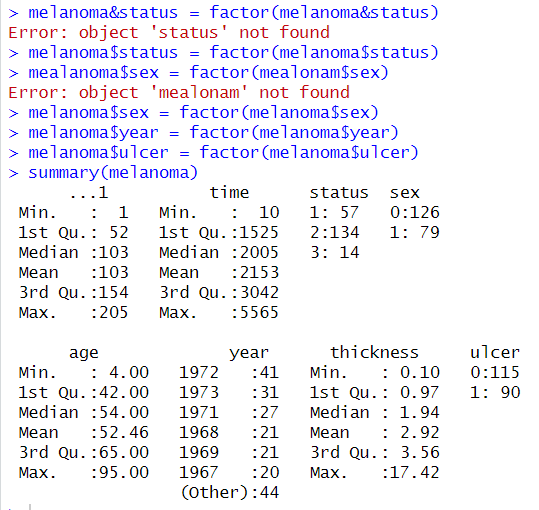 > melanoma&status = factor(melanoma&status)
Error: object 'status' not found
> melanoma$status = factor(melanoma$status)
> mealanoma$sex = factor(mealonam$sex)
Error: object 'mealonam' not found
> melanoma$sex = factor(melanoma$sex)
> melanoma$year = factor(melanoma$year)
> melanoma$ulcer = factor(melanoma$ulcer)
> summary(melanoma)
      ...1          time      status  sex
 Min.   :  1   Min.   :  10   1: 57   0:126
 1st Qu.: 52   1st Qu.:1525   2:134   1: 79
 Median :103   Median :2005   3: 14
 Mean   :103   Mean   :2153
 3rd Qu.:154   3rd Qu.:3042
 Max.   :205   Max.   :5565

      age             year      thickness     ulcer
 Min.   : 4.00   1972   :41   Min.   : 0.10   0:115
 1st Qu.:42.00   1973   :31   1st Qu.: 0.97   1: 90
 Median :54.00   1971   :27   Median : 1.94
 Mean   :52.46   1968   :21   Mean   : 2.92
 3rd Qu.:65.00   1969   :21   3rd Qu.: 3.56
 Max.   :95.00   1967   :20   Max.   :17.42
                 (Other):44